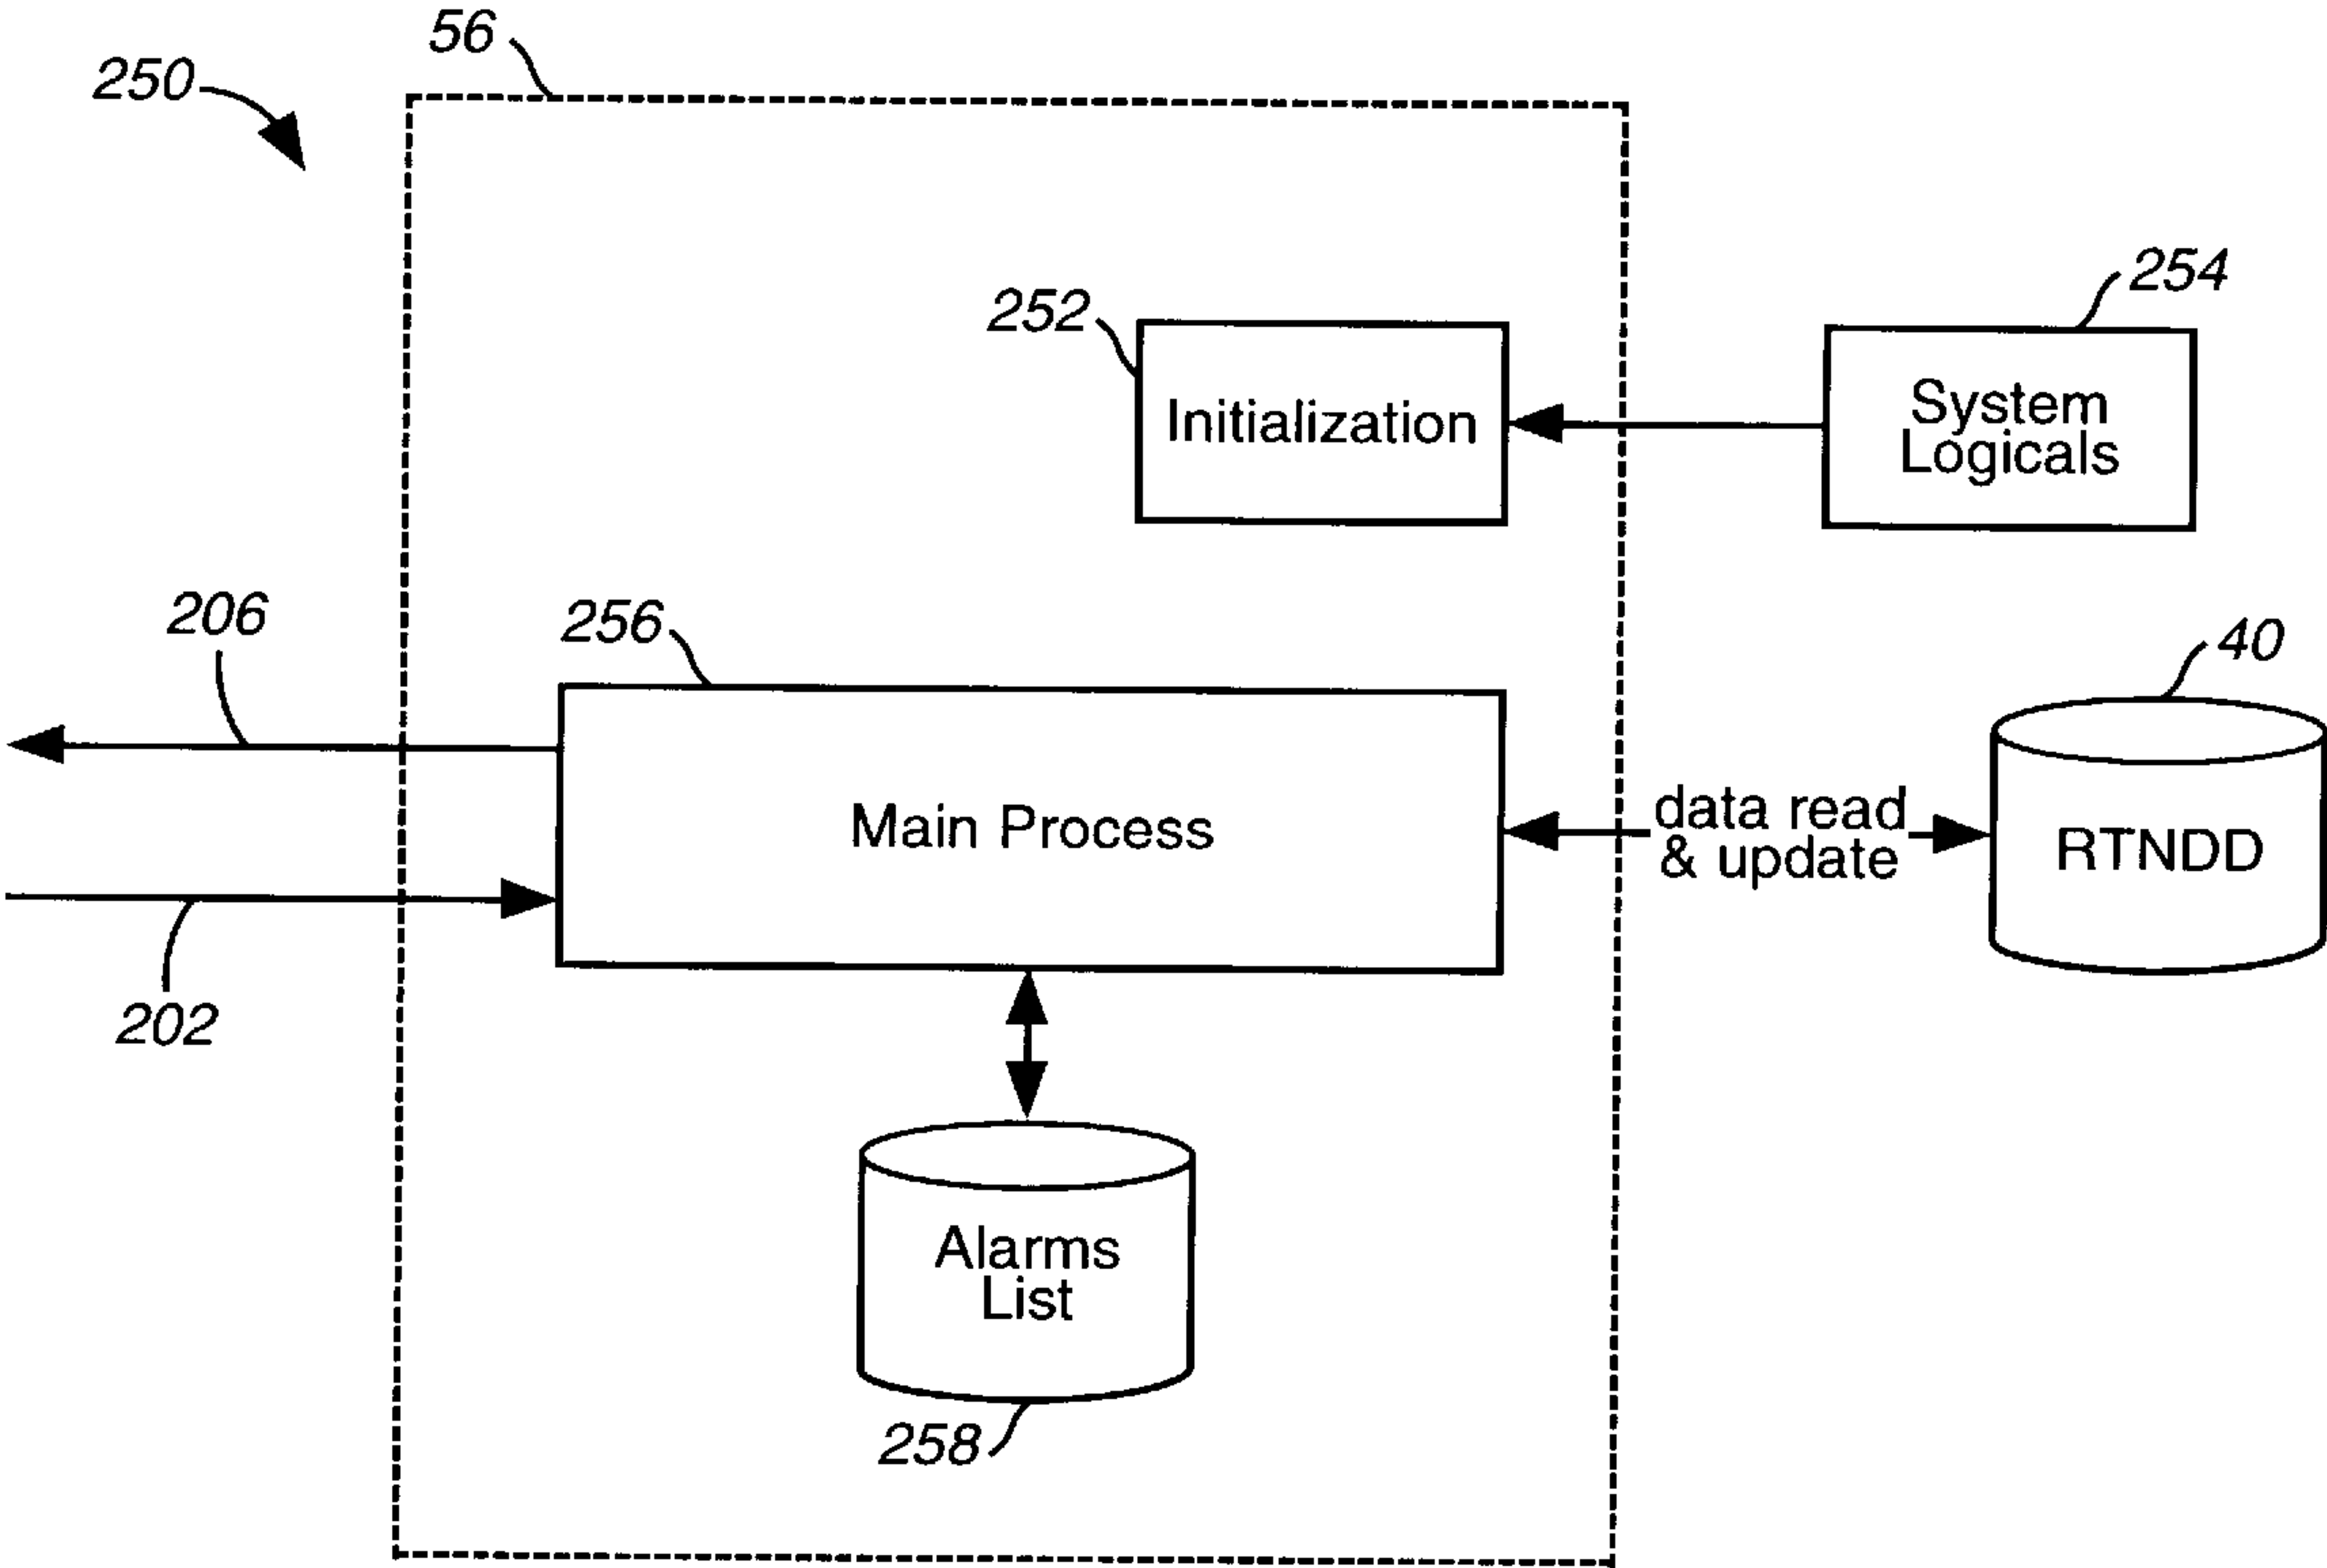 56
250
254
252
Initialization
System
Logicals
206
256
40
Main Process
data read
& update
RTNDD
202
Alarms
List
258